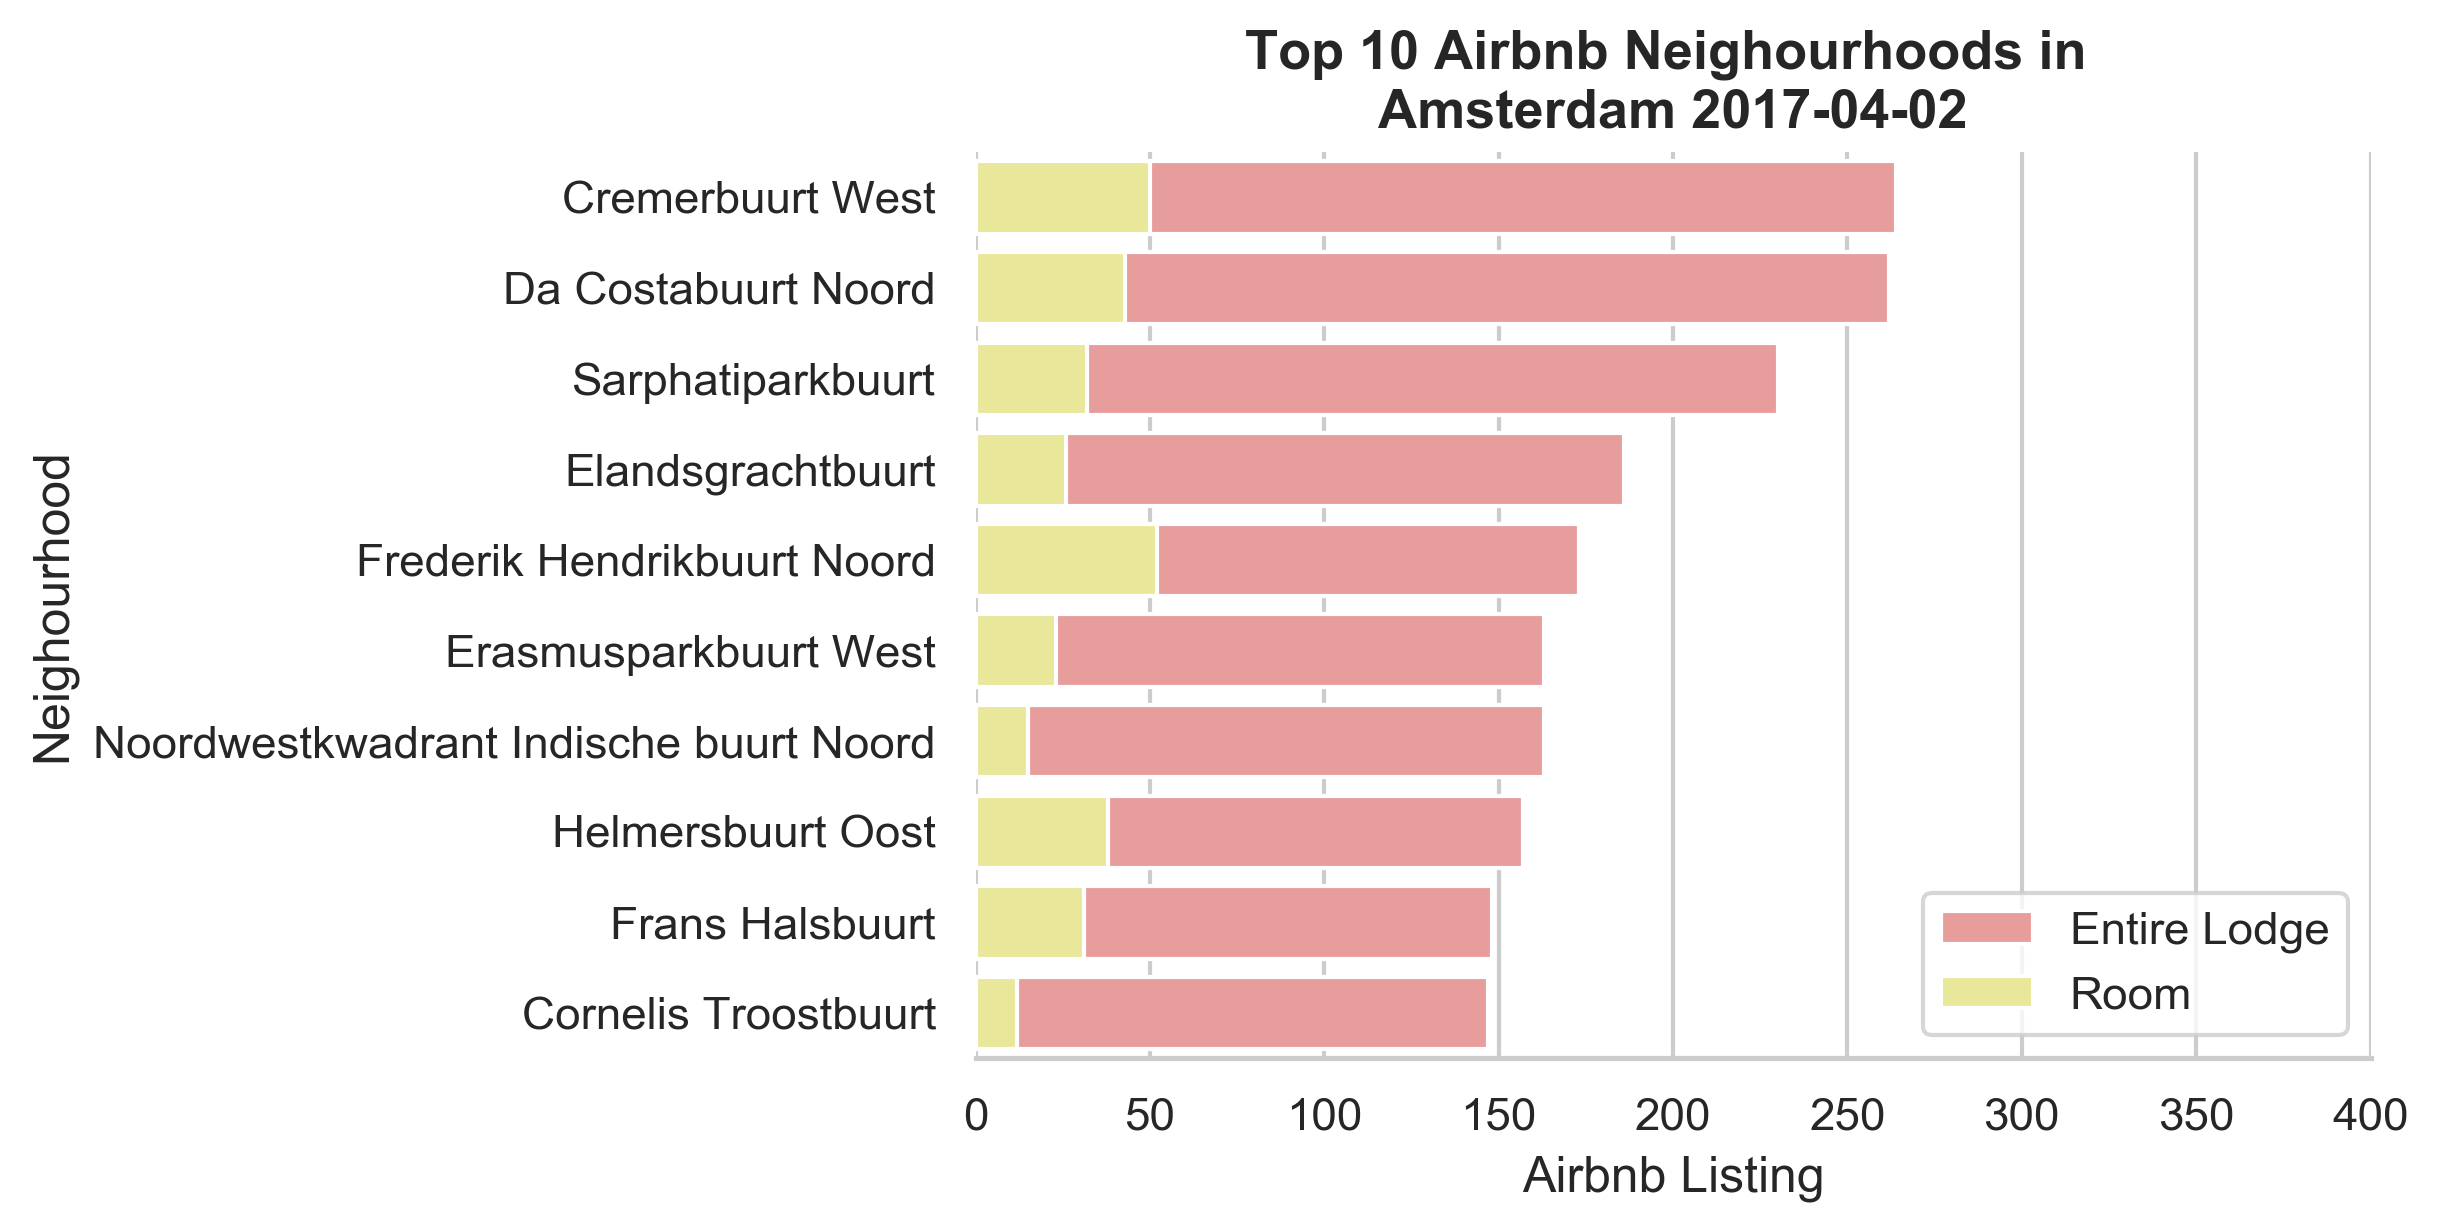 Top 10 Airbnb Neighourhoods in
Amsterdam 2017-04-02
Neighourhood
Cremerbuurt West
Da Costabuurt Noord
Sarphatiparkbuurt
Elandsgrachtbuurt
Frederik Hendrikbuurt Noord
Erasmusparkbuurt West
Noordwestkwadrant Indische buurt Noord
Helmersbuurt Oost
Frans Halsbuurt
Cornelis Troostbuurt
Entire Lodge
Room
0 50 100 150 200 250 300 350 400
Airbnb Listing